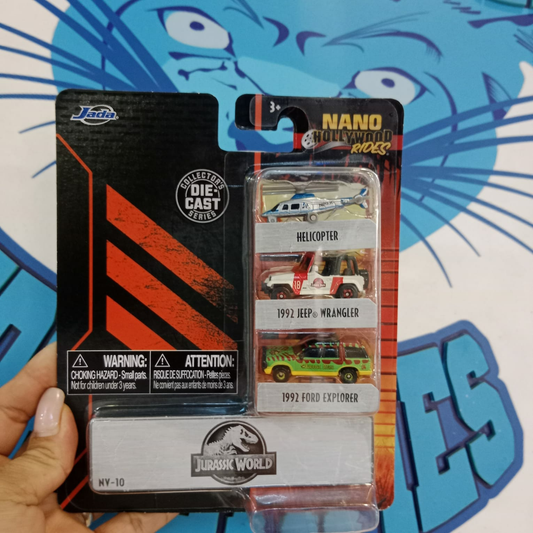 Jada
3+
NANO
HOLLYWOOD
RIDES
COLLECTOR'S
DIE-
CAST
SERIES
HELICOPTER
18
1992 JEEP® WRANGLER
1992 FORD EXPLORER
WARNING:
CHOKING HAZARD - Small parts.
Not for children under 3 years.
ATTENTION:
RISQUE DE SUFFOCATION - Petites pièces.
Ne convient pas aux enfants de moins de 3 ans.
JURASSIC WORLD
NV-10